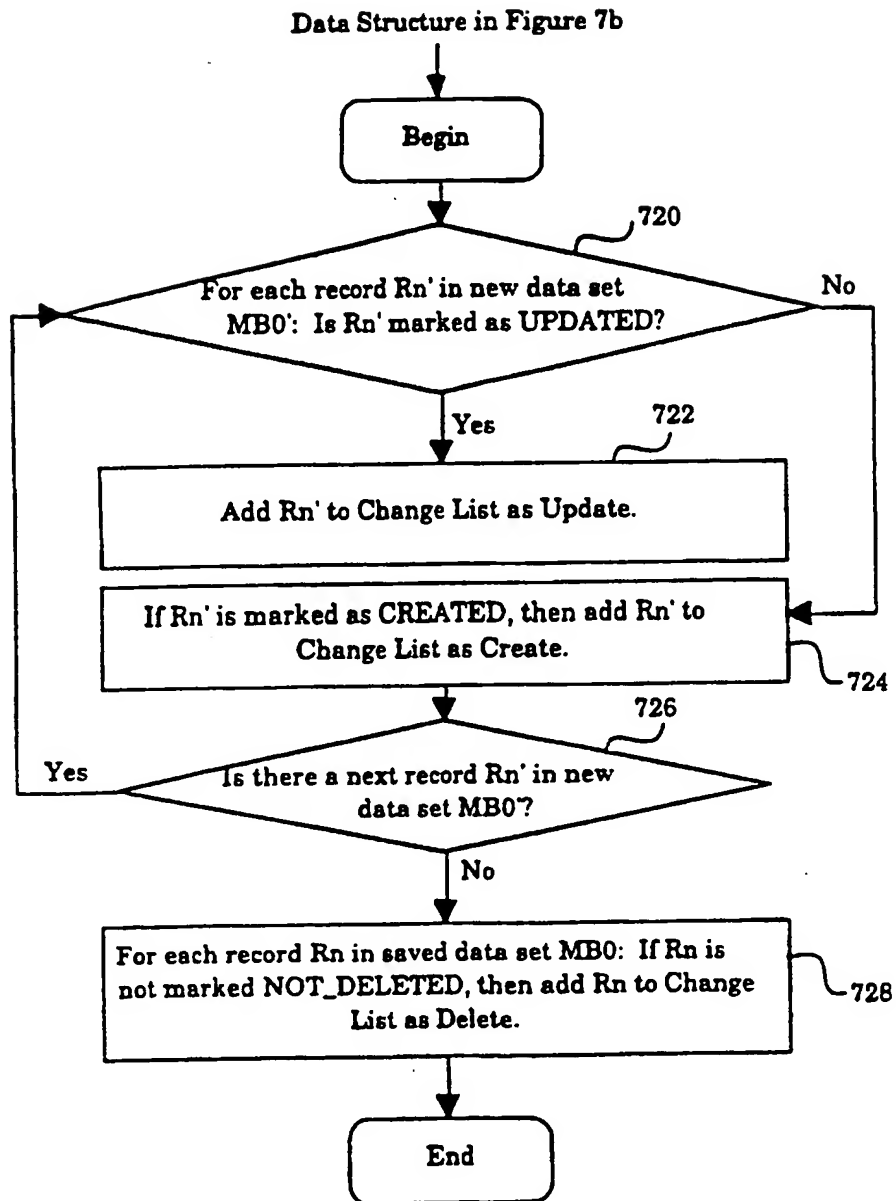 Data Structure in Figure 7b
Begin
720
For each record Rn' in new data set
MB0': Is Rn' marked as UPDATED?
No
Yes
722
Add Rn' to Change List as Update.
If Rn' is marked as CREATED, then add Rn' to
Change List as Create.
724
726
Yes
Is there a next record Rn' in new
data set MB0'?
No
For each record Rn in saved data set MB0: If Rn is
not marked NOT_DELETED, then add Rn to Change
List as Delete.
728
End